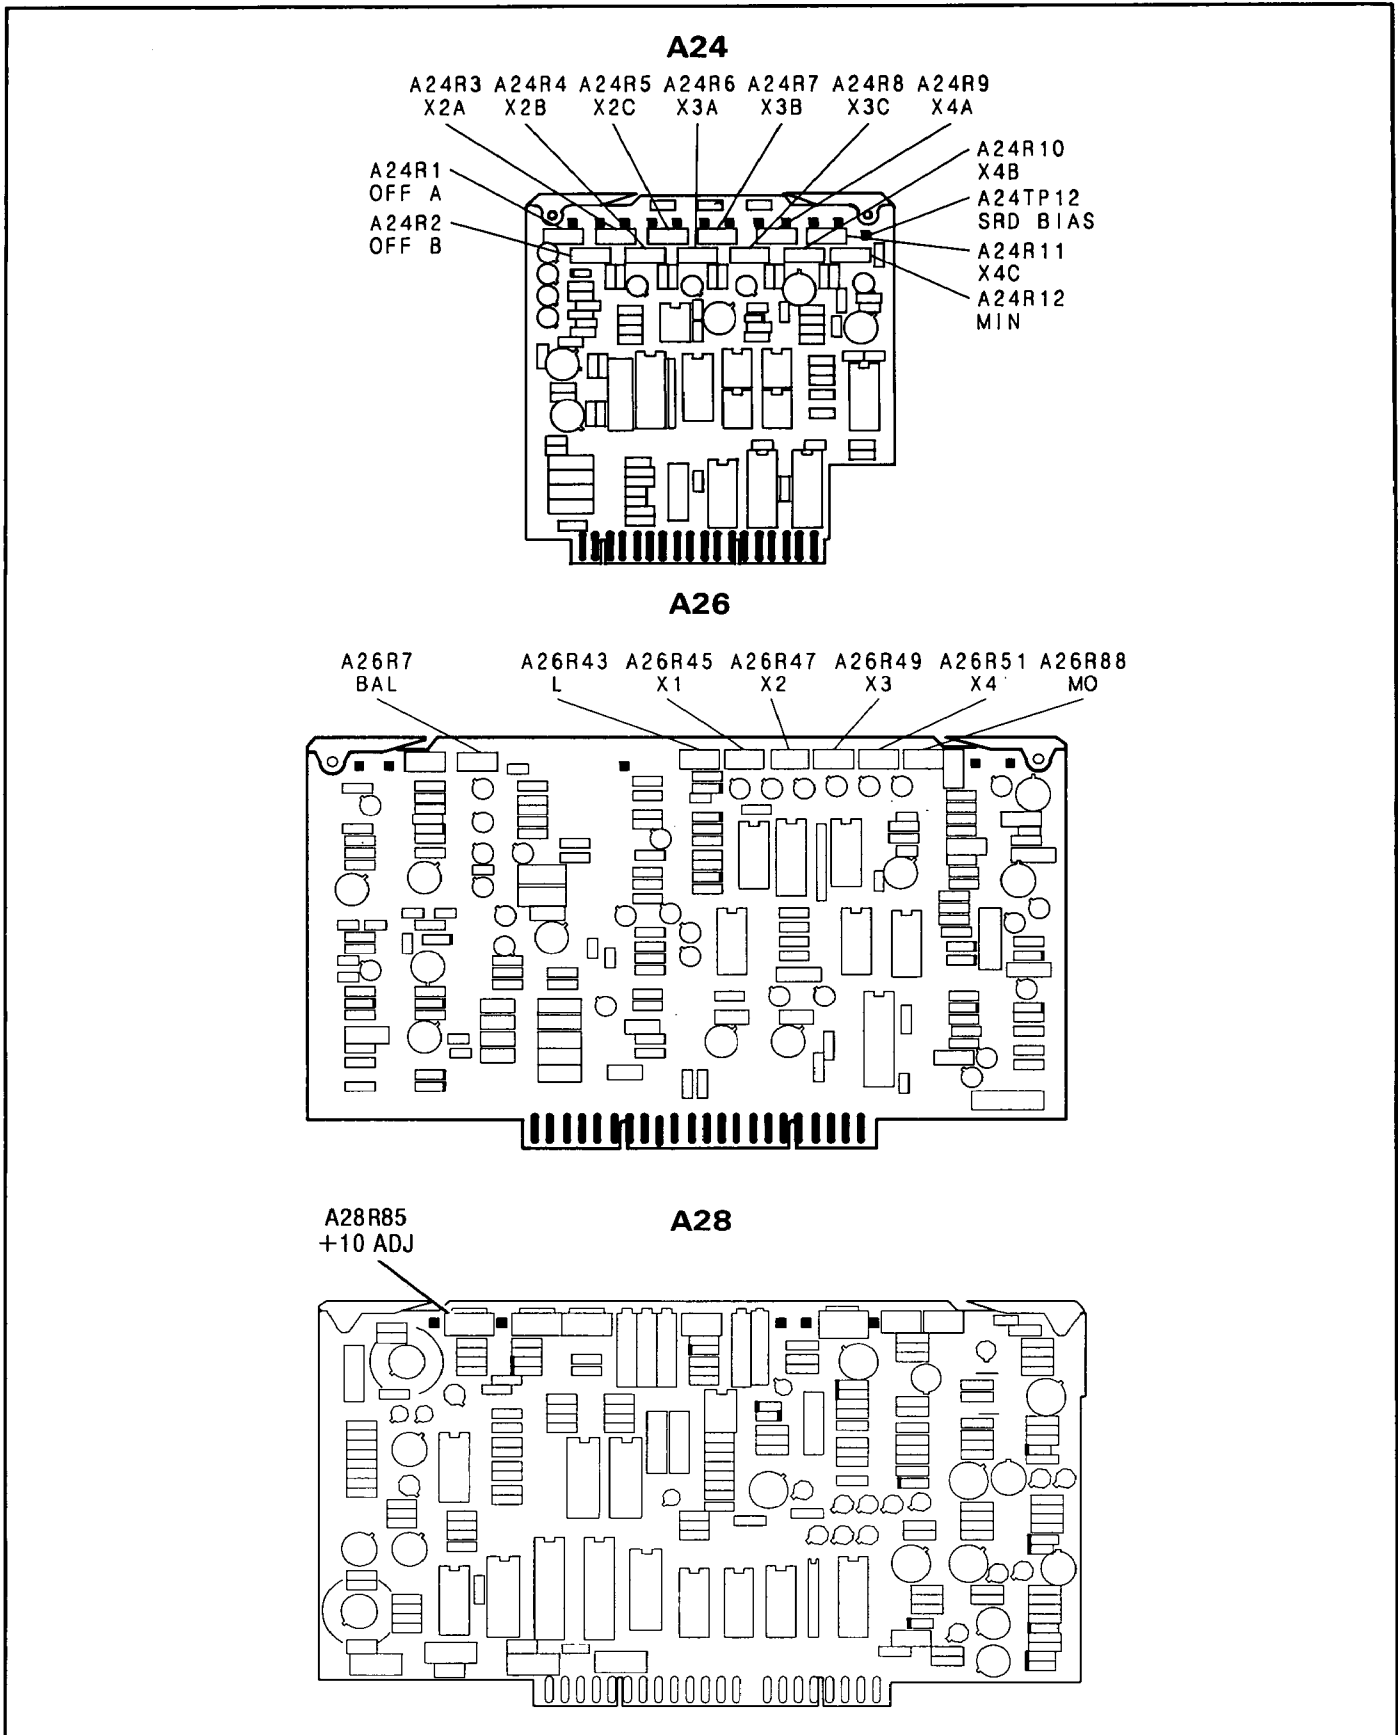 A24
A24R3 A24R4 A24R5 A24R6 A24R7 A24R8 A24R9
X2A X2B X2C X3A X3B X3C X4A
A24R1
OFF A
A24R2
OFF B
A24R10
X4B
A24TP12
SRD BIAS
A24R11
X4C
A24R12
MIN
A26
A26R7
BAL
A26R43 A26R45 A26R47 A26R49 A26R51 A26R88
L X1 X2 X3 X4 MO
A28R85
+10 ADJ
A28